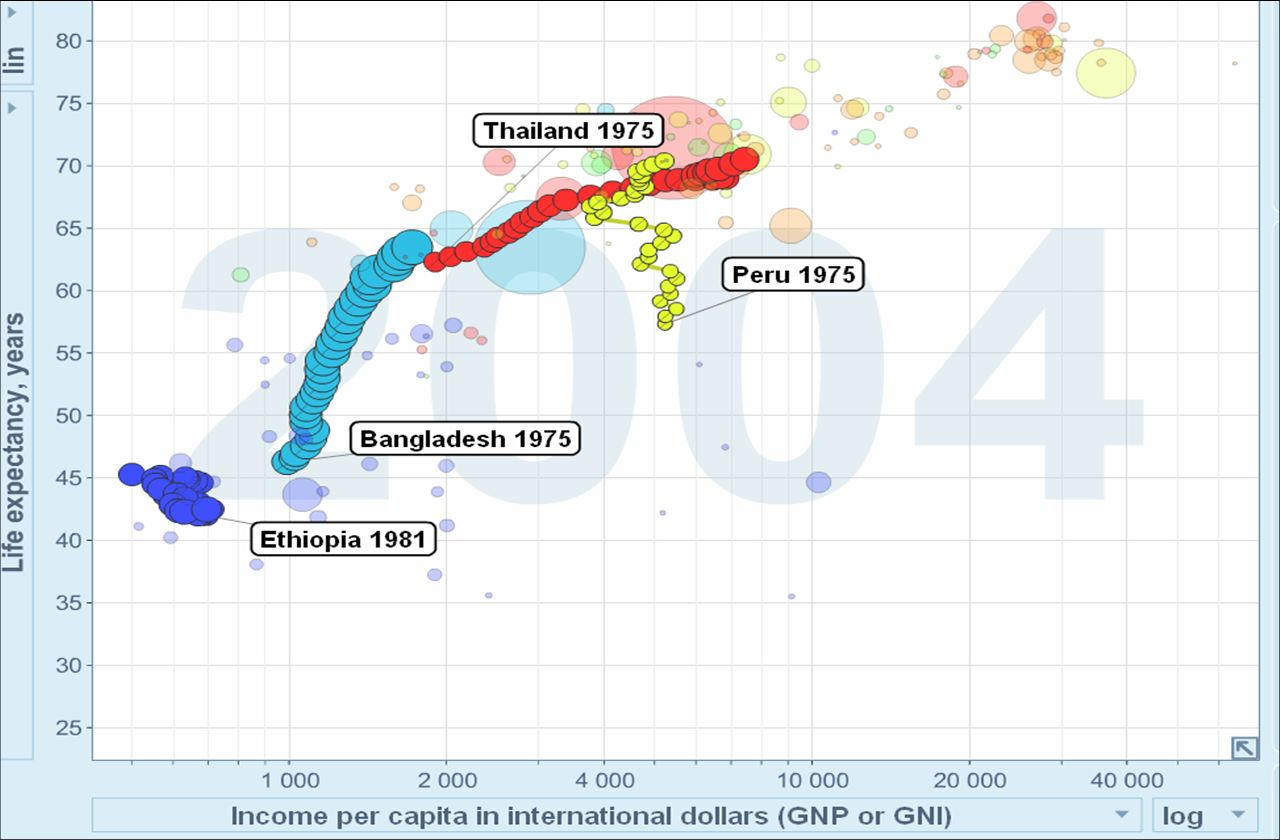 lin
Life expectancy, years
80
75
70
65
60
55
50
45
40
35
30
25
2004
Thailand 1975
Peru 1975
Bangladesh 1975
Ethiopia 1981
1 000 2 000 4 000 10 000 20 000 40 000
Income per capita in international dollars (GNP or GNI) log